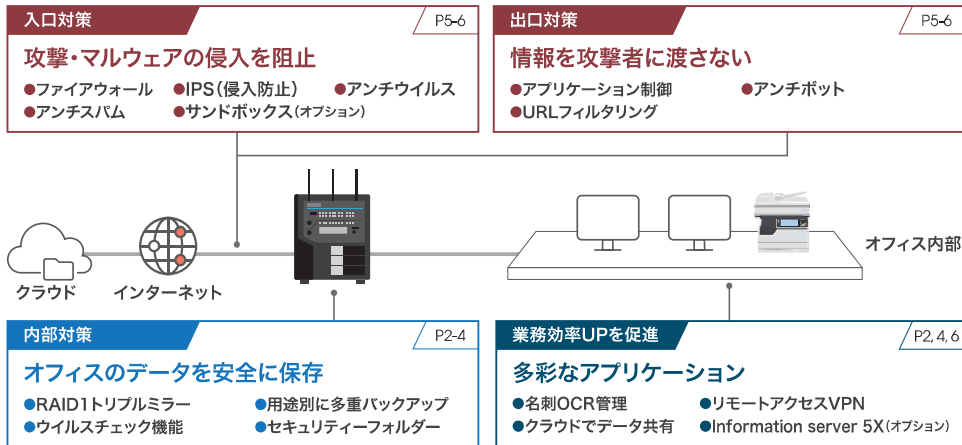 入口対策 P5-6
攻撃・マルウェアの侵入を阻止
●ファイアウォール ●IPS(侵入防止) ●アンチウイルス
●アンチスパム ●サンドボックス(オプション)
出口対策 P5-6
情報を攻撃者に渡さない
●アプリケーション制御 ●アンチボット
●URLフィルタリング
クラウド
インターネット
オフィス内部
内部対策 P2-4
オフィスのデータを安全に保存
●RAID1トリプルミラー ●用途別に多重バックアップ
●ウイルスチェック機能 ●セキュリティーフォルダー
業務効率UPを促進 P2, 4, 6
多彩なアプリケーション
●名刺OCR管理 ●リモートアクセスVPN
●クラウドでデータ共有 ●Information server 5X(オプション)